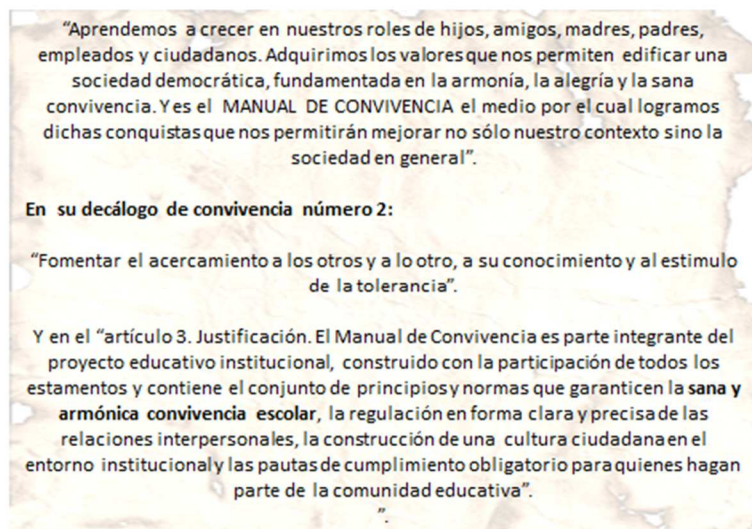 “Aprendemos a crecer en nuestros roles de hijos, amigos, madres, padres,
empleados y ciudadanos. Adquirimos los valores que nos permiten edificar una
sociedad democrática, fundamentada en la armonía, la alegría y la sana
convivencia. Y es el MANUAL DE CONVIVENCIA el medio por el cual logramos
dichas conquistas que nos permitirán mejorar no sólo nuestro contexto sino la
sociedad en general”.
En su decálogo de convivencia número 2:
“Fomentar el acercamiento a los otros y a lo otro, a su conocimiento y al estimulo
de la tolerancia”.
Y en el “artículo 3. Justificación. El Manual de Convivencia es parte integrante del
proyecto educativo institucional, construido con la participación de todos los
estamentos y contiene el conjunto de principios y normas que garanticen la sana y
armónica convivencia escolar, la regulación en forma clara y precisa de las
relaciones interpersonales, la construcción de una cultura ciudadana en el
entorno institucional y las pautas de cumplimiento obligatorio para quienes hagan
parte de la comunidad educativa”.
”.